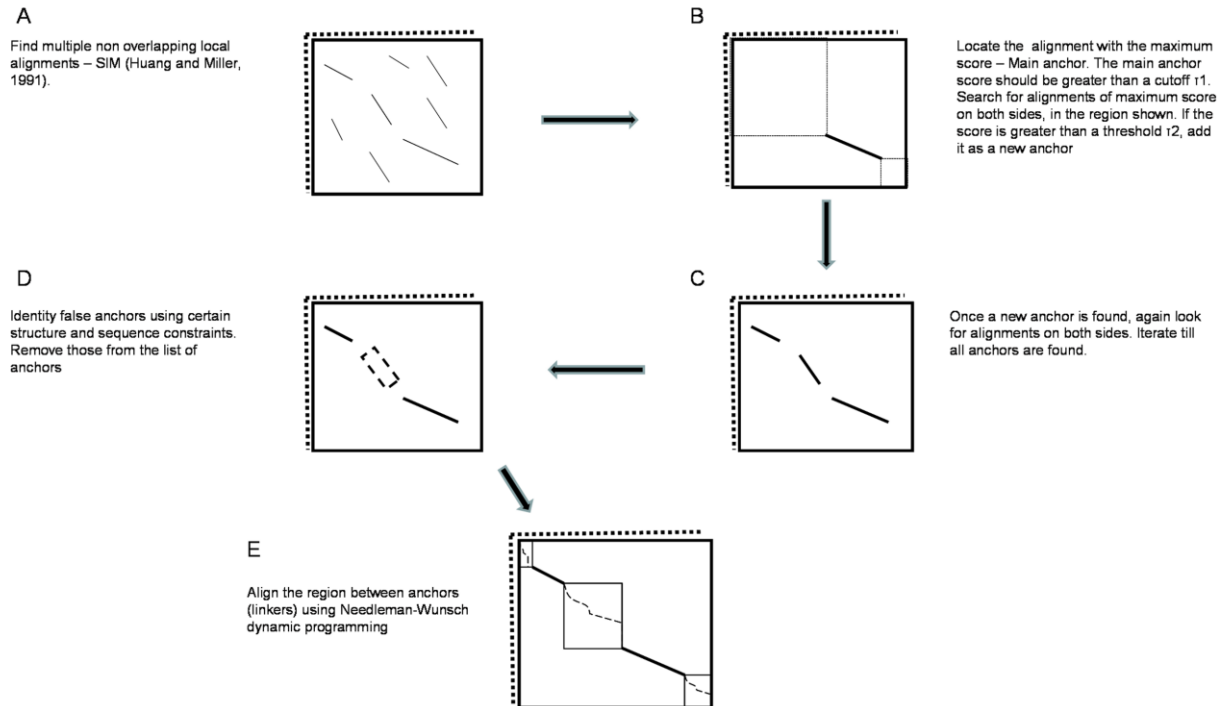 A
Find multiple non overlapping local
alignments – SIM (Huang and Miller,
1991).
B
Locate the alignment with the maximum
score – Main anchor. The main anchor
score should be greater than a cutoff τ1.
Search for alignments of maximum score
on both sides, in the region shown. If the
score is greater than a threshold τ2, add
it as a new anchor
D
Identity false anchors using certain
structure and sequence constraints.
Remove those from the list of
anchors
C
Once a new anchor is found, again look
for alignments on both sides. Iterate till
all anchors are found.
E
Align the region between anchors
(linkers) using Needleman-Wunsch
dynamic programming